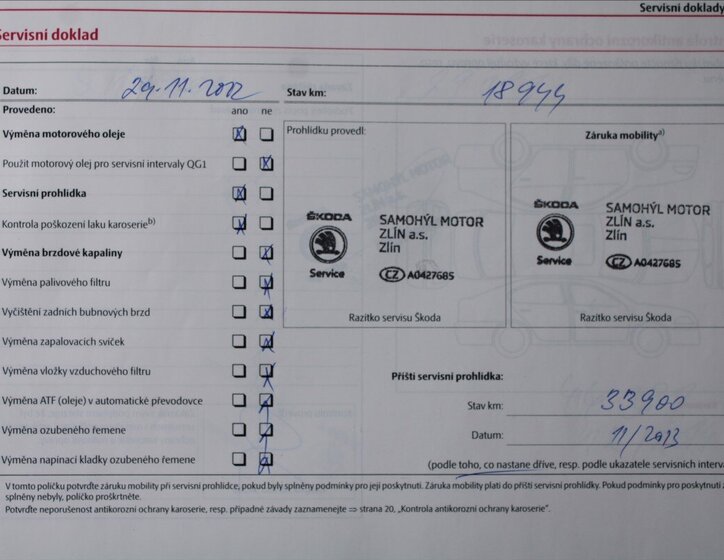 Servisní doklady
Servisní doklad
Datum: 29.11.2012 Stav km: 18944
Provedeno: ano ne
Výměna motorového oleje
Použit motorový olej pro servisní intervaly QG1
Servisní prohlídka
Kontrola poškození laku karoserie b)
Výměna brzdové kapaliny
Výměna palivového filtru
Vyčištění zadních bubnových brzd
Výměna zapalovacích svíček
Výměna vložky vzduchového filtru
Výměna ATF (oleje) v automatické převodovce
Výměna ozubeného řemene
Výměna napínací kladky ozubeného řemene
Prohlídku provedl:
ŠKODA
Service
SAMOHÝL MOTOR
ZLÍN a.s.
Zlín
CZ A0427685
Razítko servisu Škoda
Záruka mobility a)
ŠKODA
Service
SAMOHÝL MOTOR
ZLÍN a.s.
Zlín
CZ A0427685
Razítko servisu Škoda
Příští servisní prohlídka:
Stav km: 33900
Datum: 11/2013
(podle toho, co nastane dříve, resp. podle ukazatele servisních interva
V tomto políčku potvrďte záruku mobility při servisní prohlídce, pokud byly splněny podmínky pro její poskytnutí. Záruka mobility platí do příští servisní prohlídky. Pokud podmínky pro poskytnutí
splněny nebyly, políčko proškrtněte.
Potvrďte neporušenost antikorozní ochrany karoserie, resp. případné závady zaznamenejte ⇒ strana 20, „Kontrola antikorozní ochrany karoserie".